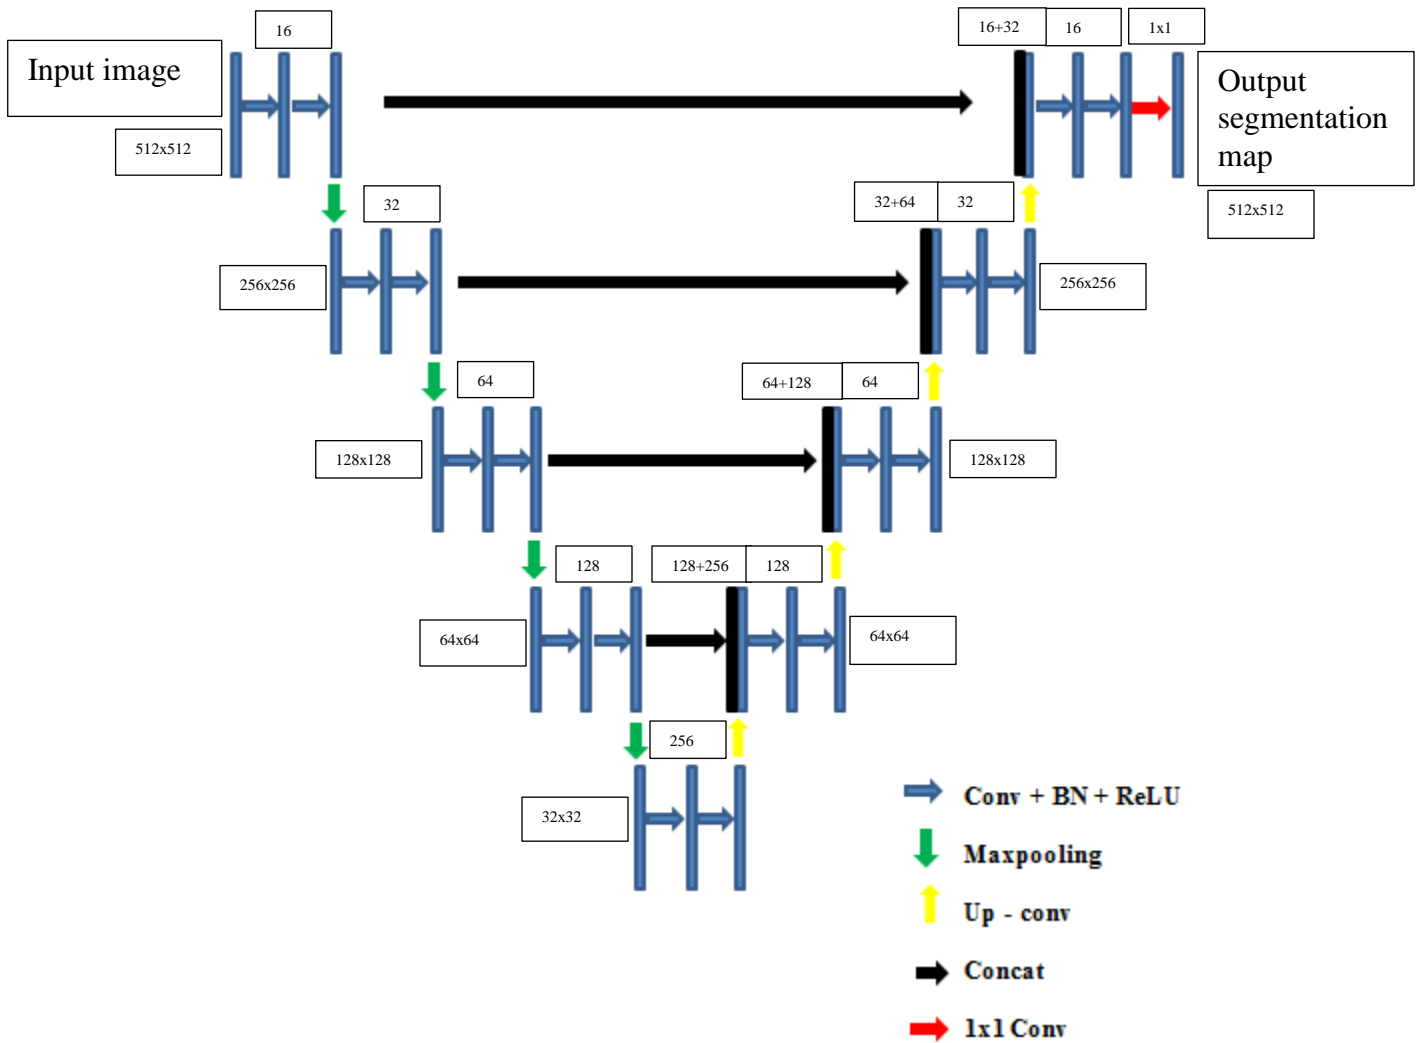 16
16+32
16
1x1
Input image
Output
segmentation
map
512x512
32
32+64
32
512x512
256x256
256x256
64
64+128
64
128x128
128x128
128
128+256
128
64x64
64x64
256
32x32
Conv + BN + ReLU
Maxpooling
Up - conv
Concat
1x1 Conv